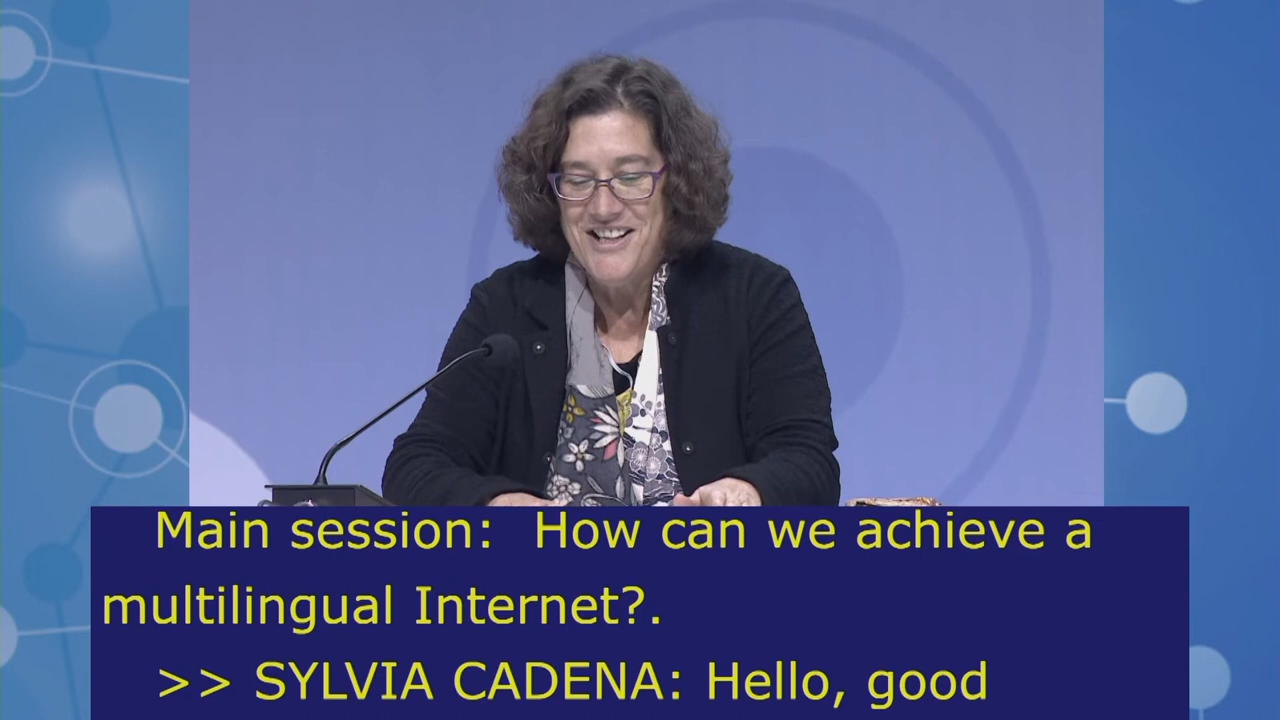 Main session:  How can we achieve a
multilingual Internet?.
>> SYLVIA CADENA: Hello, good